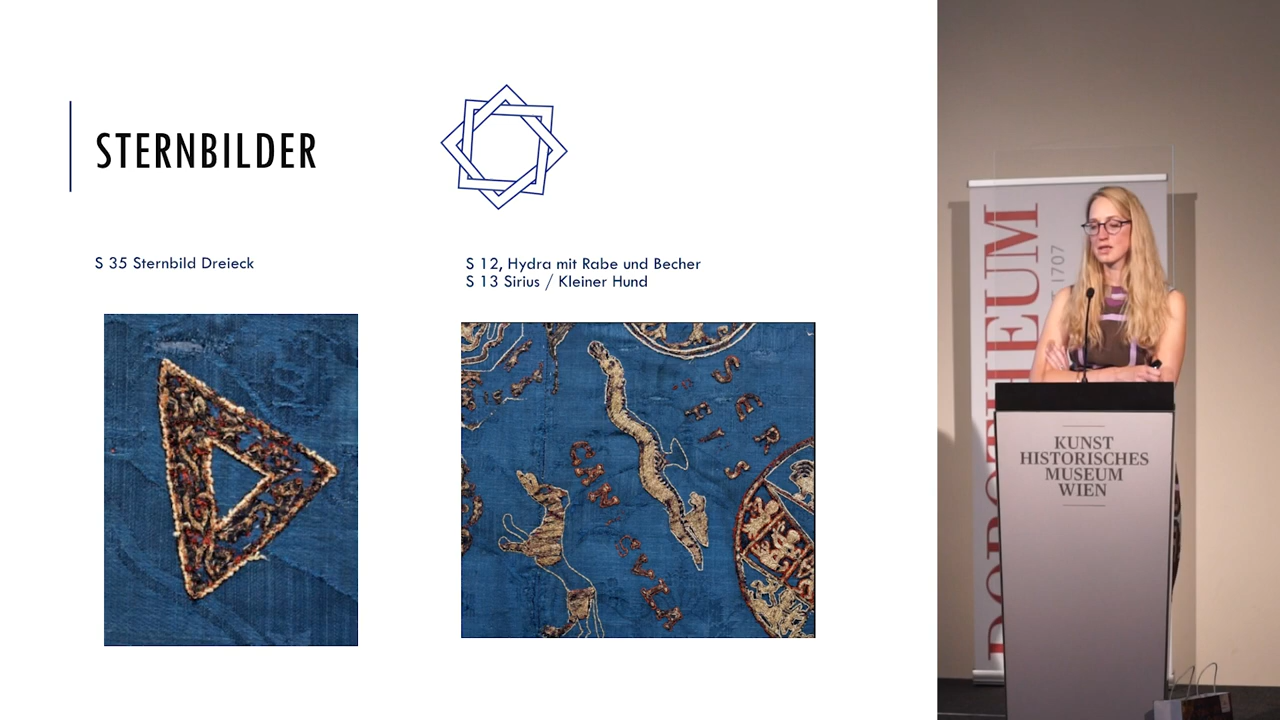 STERNBILDER
S 35 Sternbild Dreieck
S 12, Hydra mit Rabe und Becher
S 13 Sirius / Kleiner Hund
DOROTHEUM
1707
KUNST
HISTORISCHES
MUSEUM
WIEN